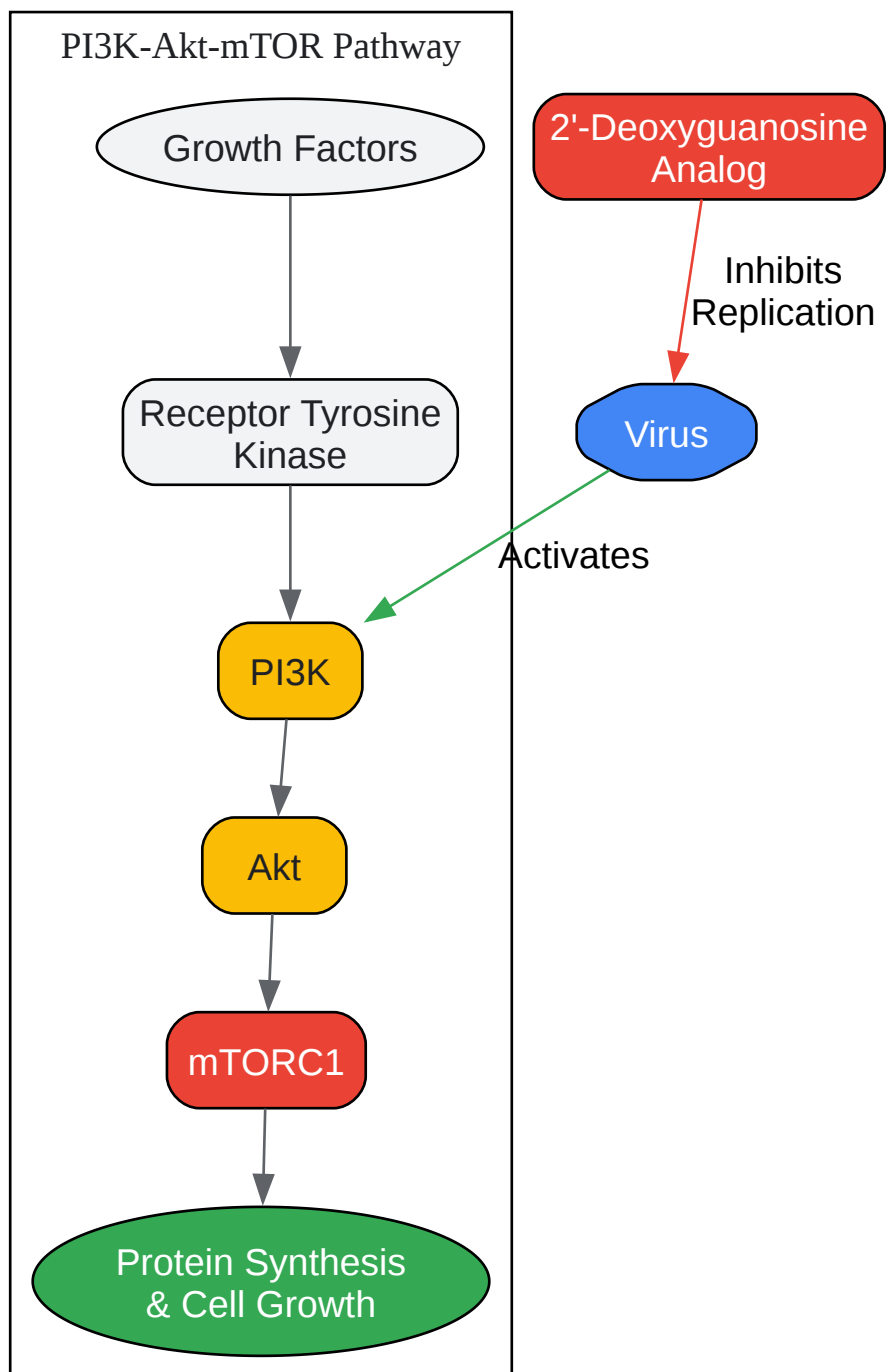 PI3K-Akt-mTOR Pathway
Growth Factors
2'-Deoxyguanosine
Analog
Inhibits
Replication
Receptor Tyrosine
Kinase
Virus
Activates
PI3K
Akt
mTORC1
Protein Synthesis
& Cell Growth